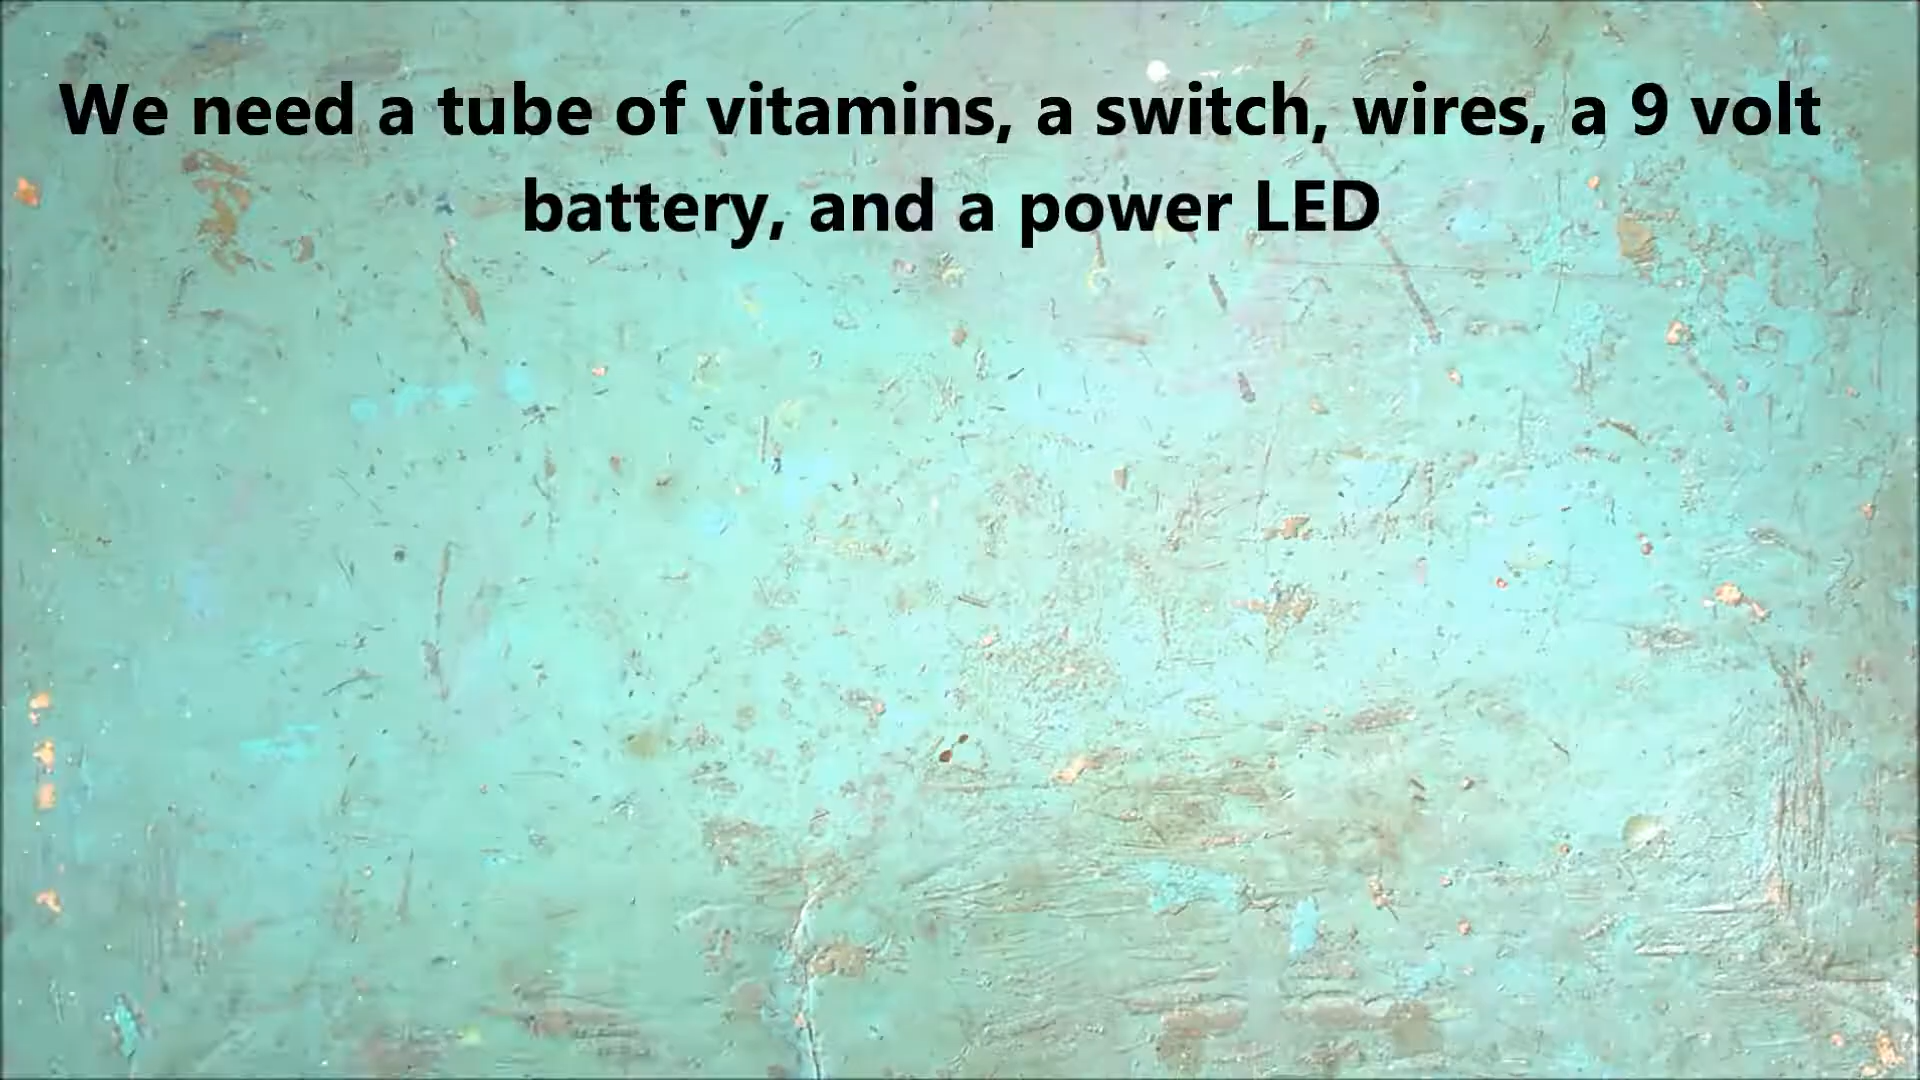 We need a tube of vitamins, a switch, wires, a 9 volt
battery, and a power LED